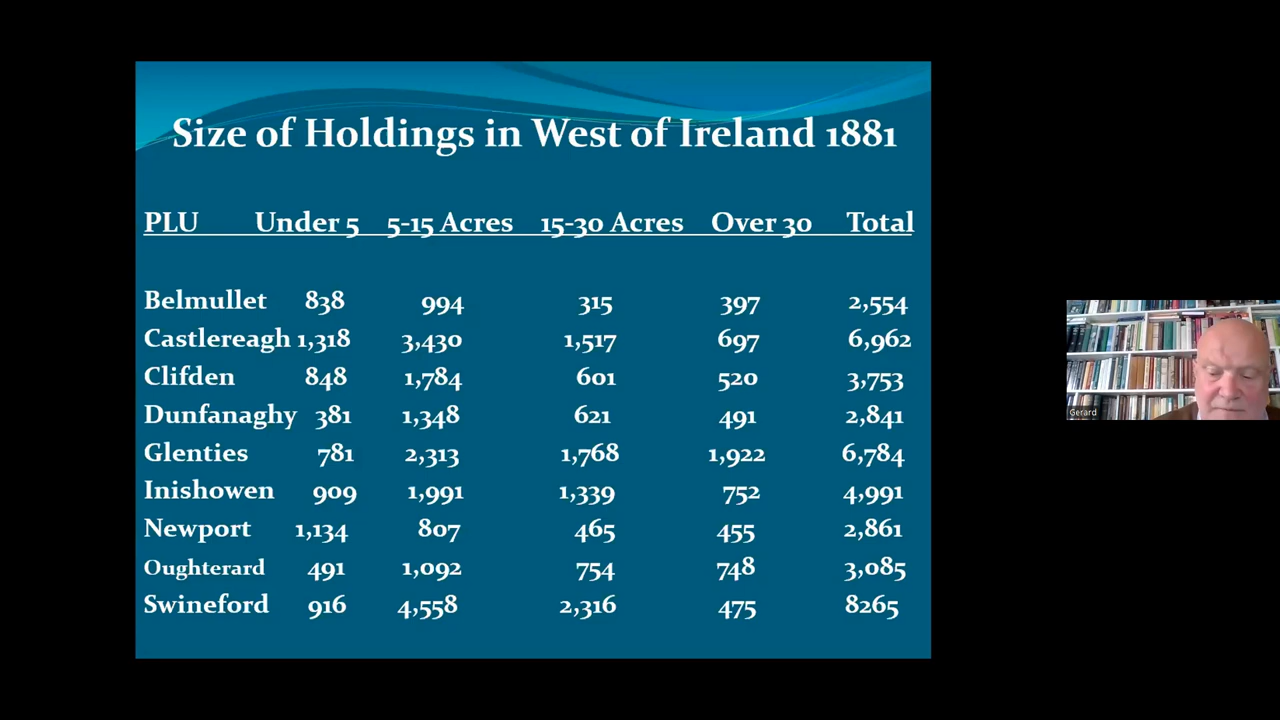 Size of Holdings in West of Ireland 1881
PLU Under 5 5-15 Acres 15-30 Acres Over 30 Total
Belmullet 838 994 315 397 2,554
Castlereagh 1,318 3,430 1,517 697 6,962
Clifden 848 1,784 601 520 3,753
Dunfanaghy 381 1,348 621 491 2,841
Glenties 781 2,313 1,768 1,922 6,784
Inishowen 909 1,991 1,339 752 4,991
Newport 1,134 807 465 455 2,861
Oughterard 491 1,092 754 748 3,085
Swineford 916 4,558 2,316 475 8265
Gerard